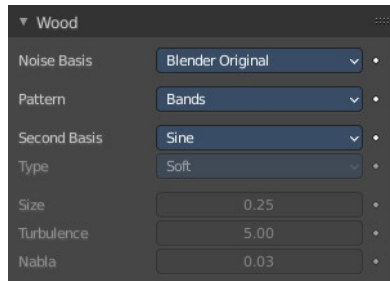 Wood
Noise Basis Blender Original
Pattern Bands
Second Basis Sine
Type Soft
Size 0.25
Turbulence 5.00
Nabla 0.03